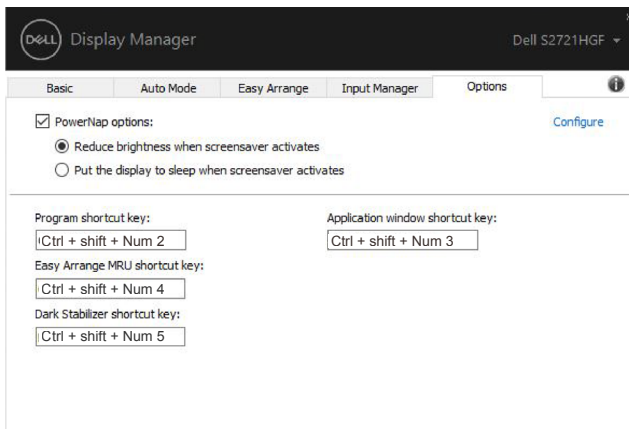 DELL Display Manager
Dell S2721HGF
Basic Auto Mode Easy Arrange Input Manager Options
PowerNap options:
Configure
Reduce brightness when screensaver activates
Put the display to sleep when screensaver activates
Program shortcut key:
Application window shortcut key:
Ctrl + shift + Num 2
Ctrl + shift + Num 3
Easy Arrange MRU shortcut key:
Ctrl + shift + Num 4
Dark Stabilizer shortcut key:
Ctrl + shift + Num 5